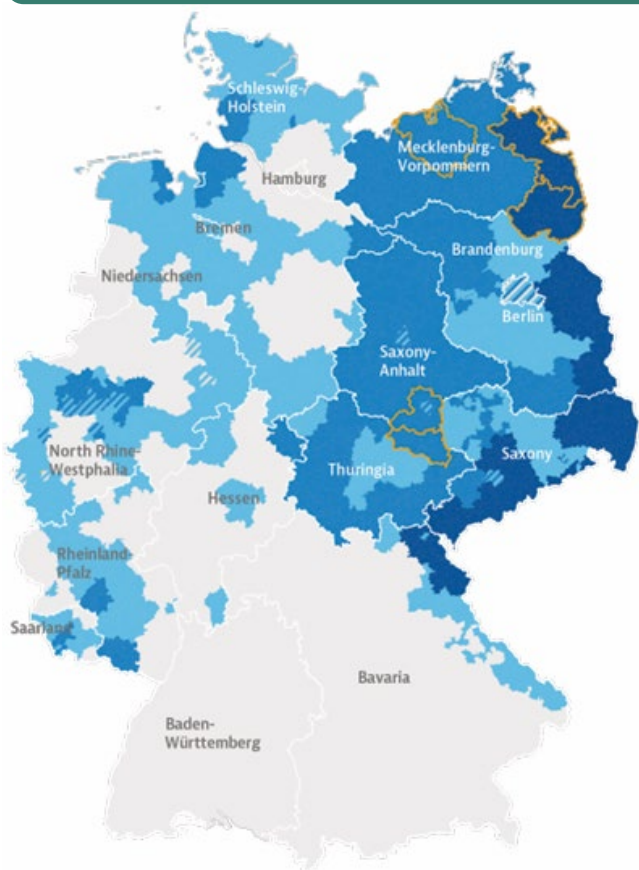 Schleswig-
Holstein
Mecklenburg-
Vorpommern
Hamburg
Bremen
Brandenburg
Niedersachsen
Berlin
Saxony-
Anhalt
North Rhine-
Westphalia
Thuringia
Saxony
Hessen
Rheinland-
Pfalz
Saarland
Bavaria
Baden-
Württemberg